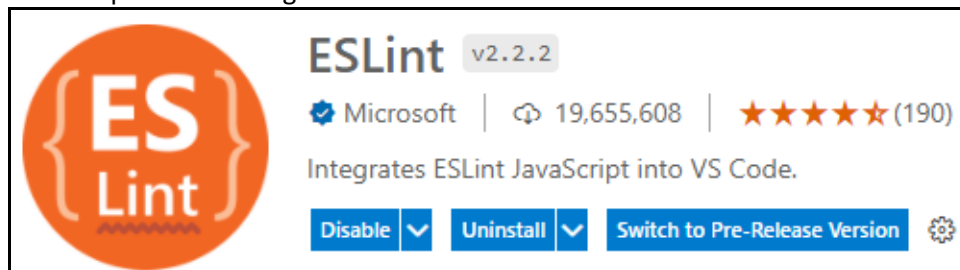 {ES}
Lint
ESLint v2.2.2
Microsoft | 19,655,608 | ★★★★★(190)
Integrates ESLint JavaScript into VS Code.
Disable Uninstall Switch to Pre-Release Version